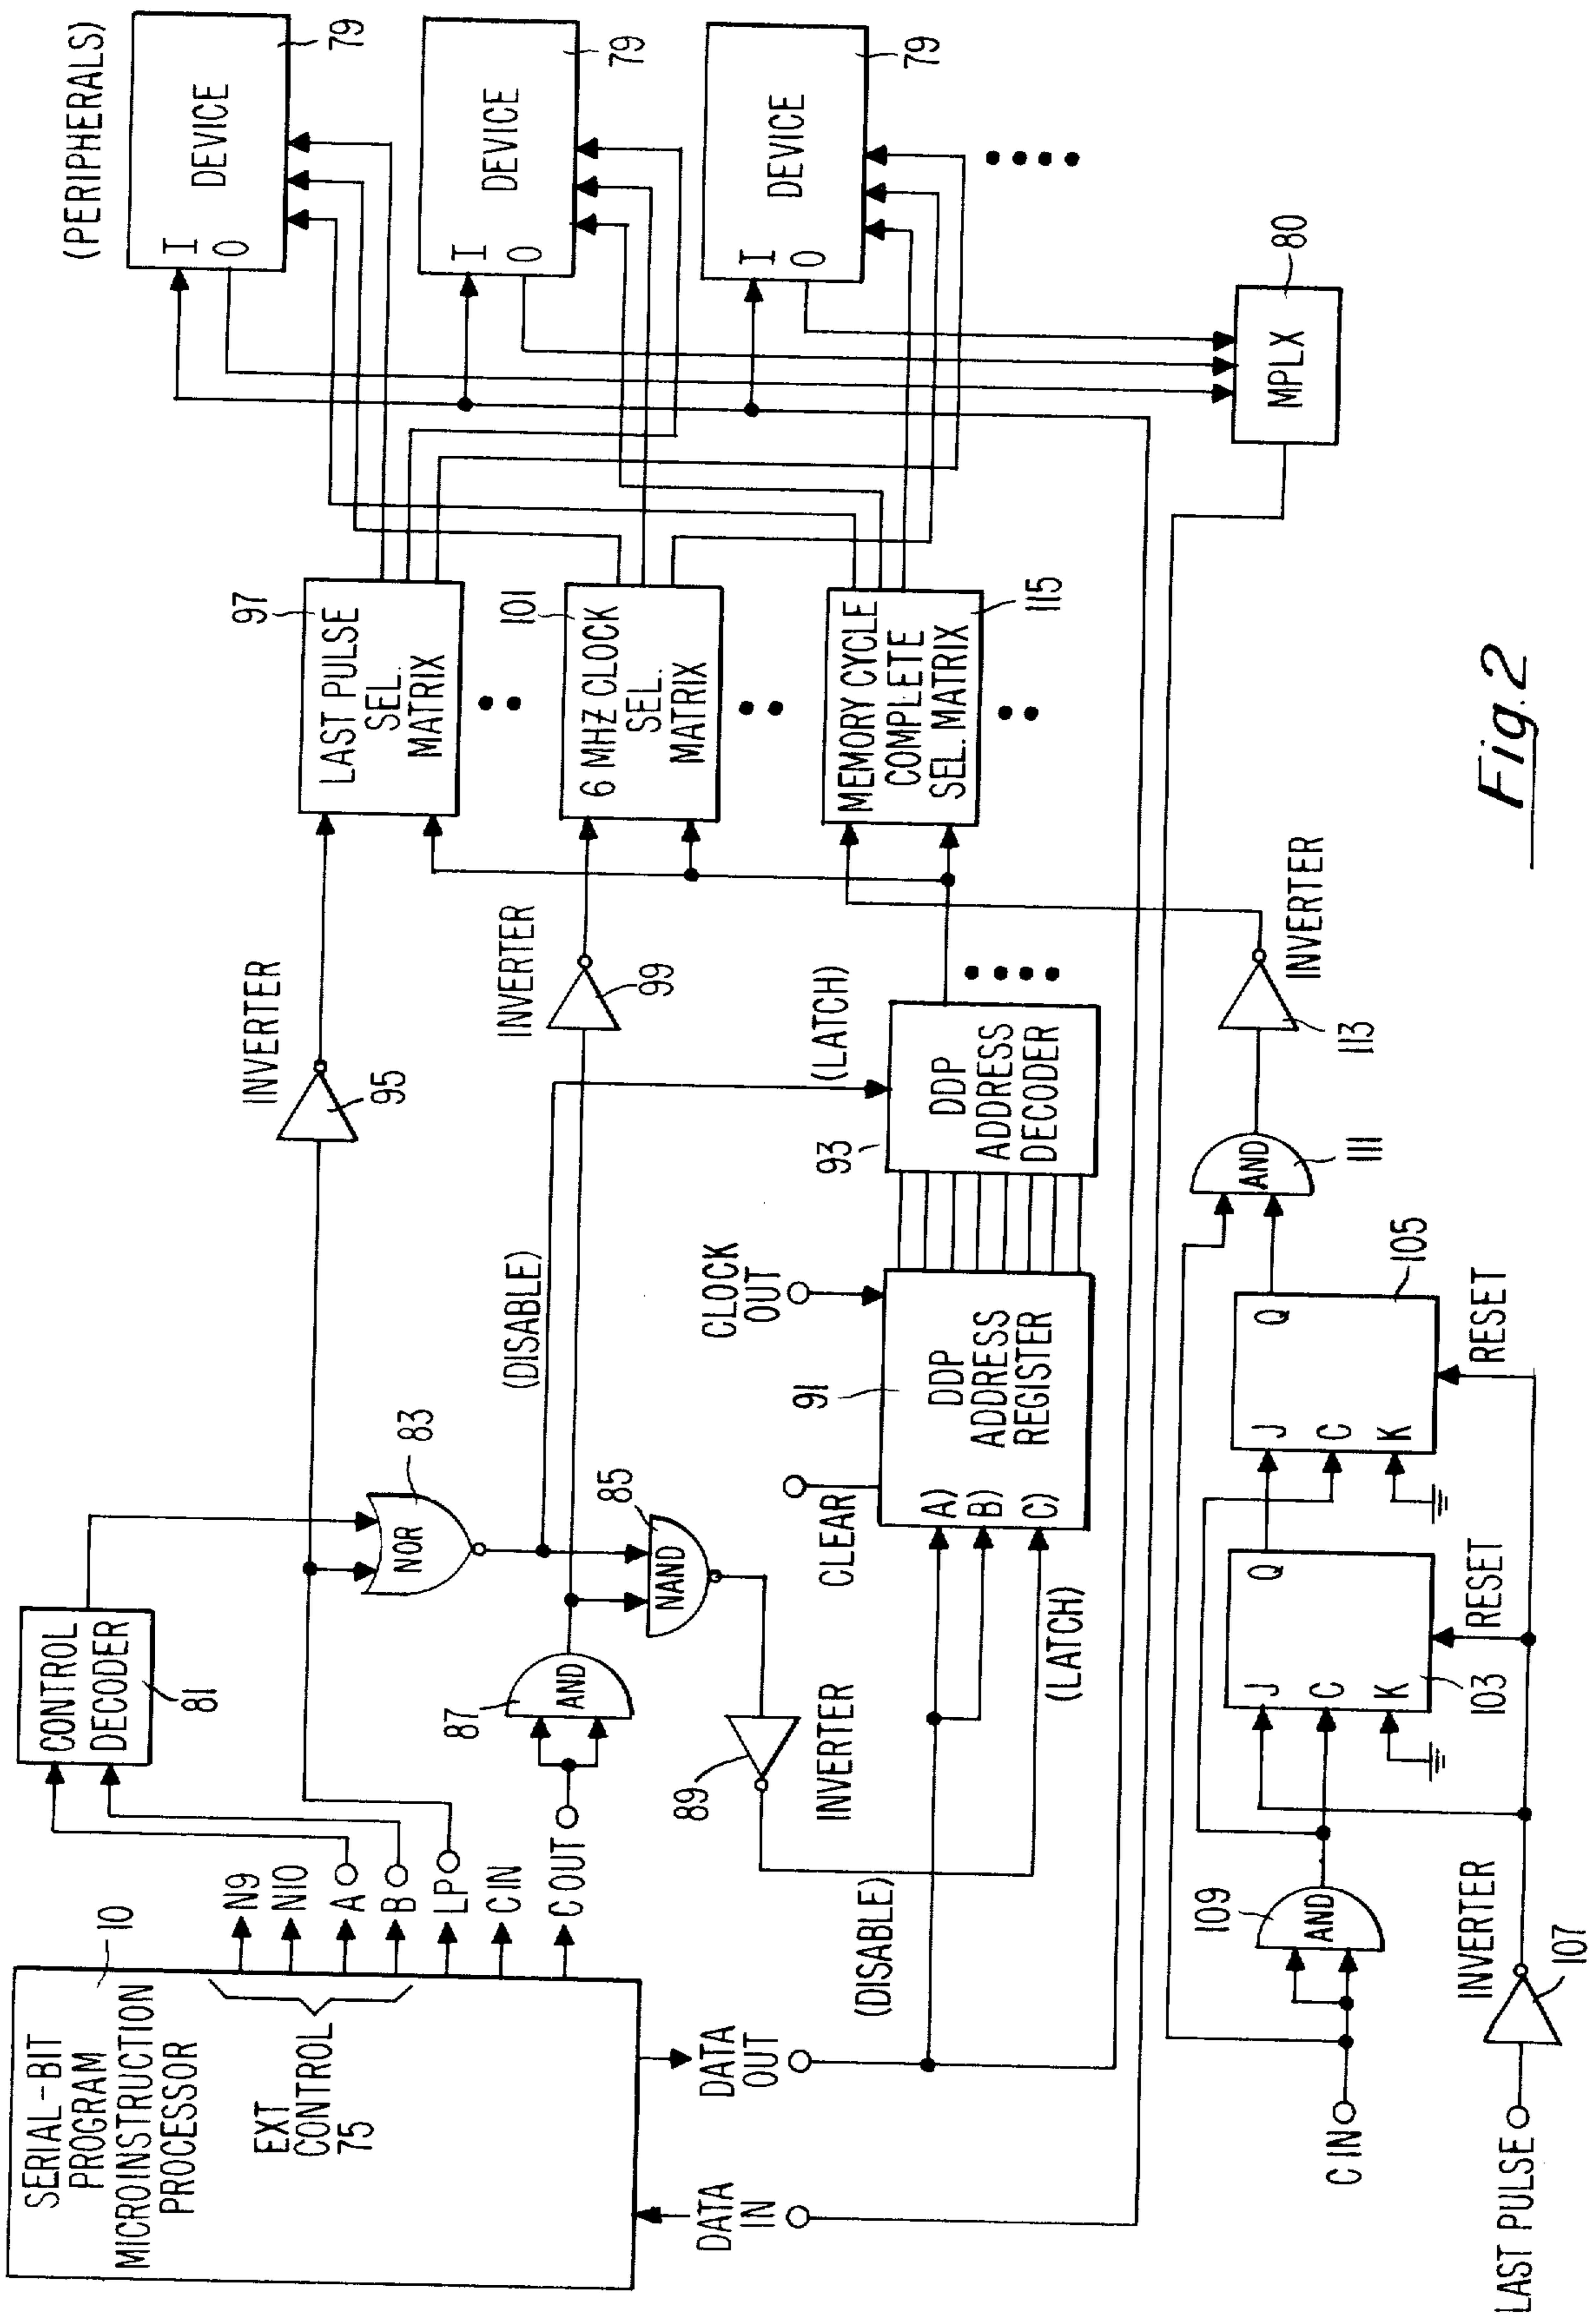 (PERIPHERALS)
SERIAL-BIT
PROGRAM
MICROINSTRUCTION
PROCESSOR
10
EXT
CONTROL
75
N9
N10
A
B
LP
C IN
C OUT
DATA
OUT
DATA
IN
CONTROL
DECODER
81
NOR
83
NAND
85
AND
87
INVERTER
89
(DISABLE)
INVERTER
95
INVERTER
99
LAST PULSE
SEL.
MATRIX
97
6 MHZ CLOCK
SEL.
MATRIX
101
MEMORY CYCLE
COMPLETE
SEL. MATRIX
115
I
O
DEVICE
79
I
O
DEVICE
79
I
O
DEVICE
79
MPLX
80
(DISABLE)
(LATCH)
CLEAR
CLOCK
OUT
A)
B)
C)
DDP
ADDRESS
REGISTER
91
(LATCH)
DDP
ADDRESS
DECODER
93
C IN
AND
109
LAST PULSE
INVERTER
107
J
C
K
Q
103
RESET
J
C
K
Q
105
RESET
AND
111
INVERTER
113
Fig. 2